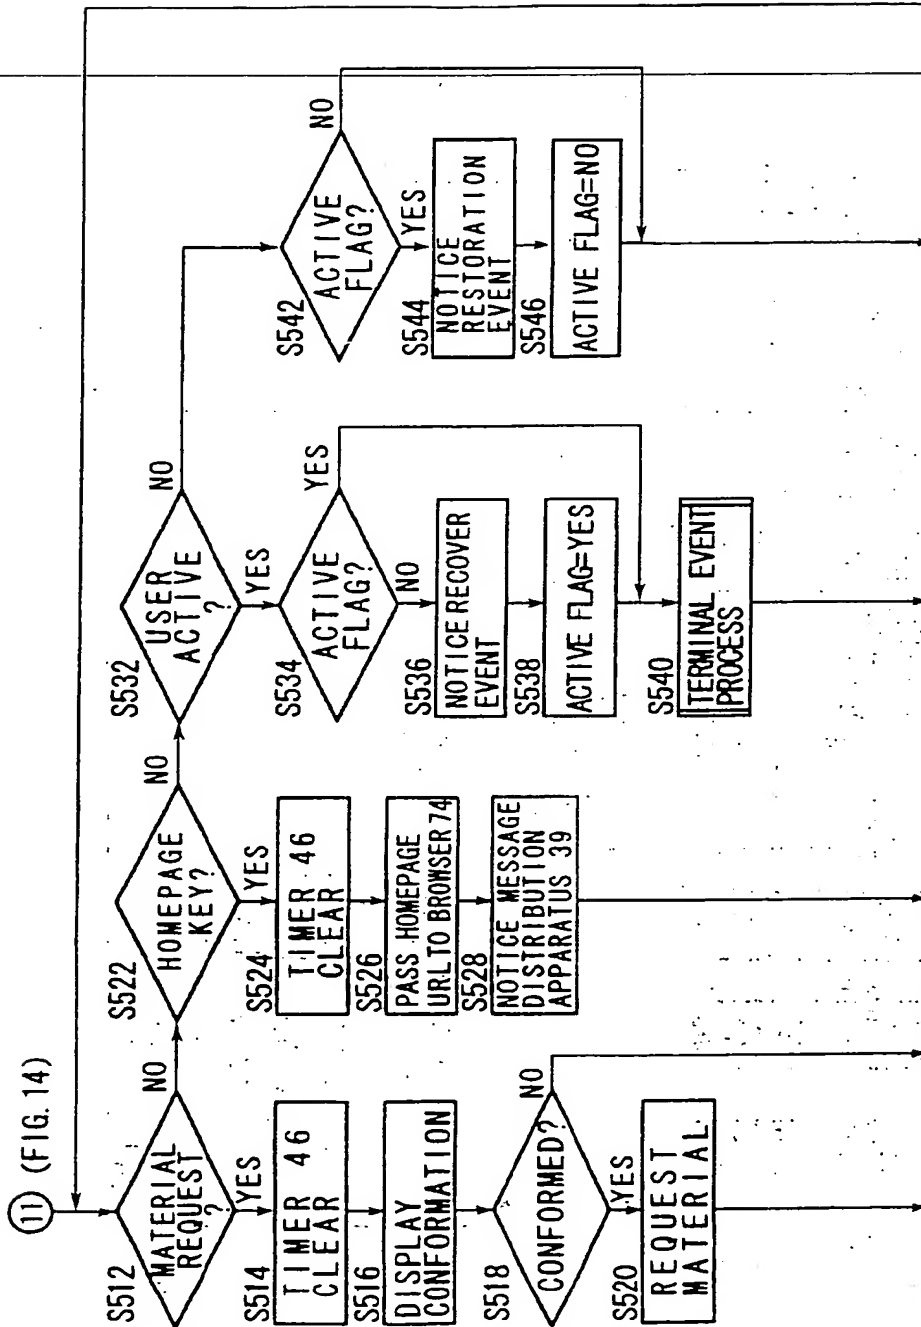 11 (FIG. 14)
S512
MATERIAL
REQUEST
?
NO
YES
S514
TIMER 46
CLEAR
S516
DISPLAY
CONFORMATION
S518
CONFORMED?
NO
YES
S520
REQUEST
MATERIAL
S522
HOMEPAGE
KEY?
NO
YES
S524
TIMER 46
CLEAR
S526
PASS HOMEPAGE
URL TO BROWSER 74
S528
NOTICE MESSAGE
DISTRIBUTION
APPARATUS 39
S532
USER
ACTIVE
?
NO
YES
S534
ACTIVE
FLAG?
YES
NO
S536
NOTICE RECOVER
EVENT
S538
ACTIVE FLAG=YES
S540
TERMINAL EVENT
PROCESS
S542
ACTIVE
FLAG?
NO
YES
S544
NOTICE
RESTORATION
EVENT
S546
ACTIVE FLAG=NO